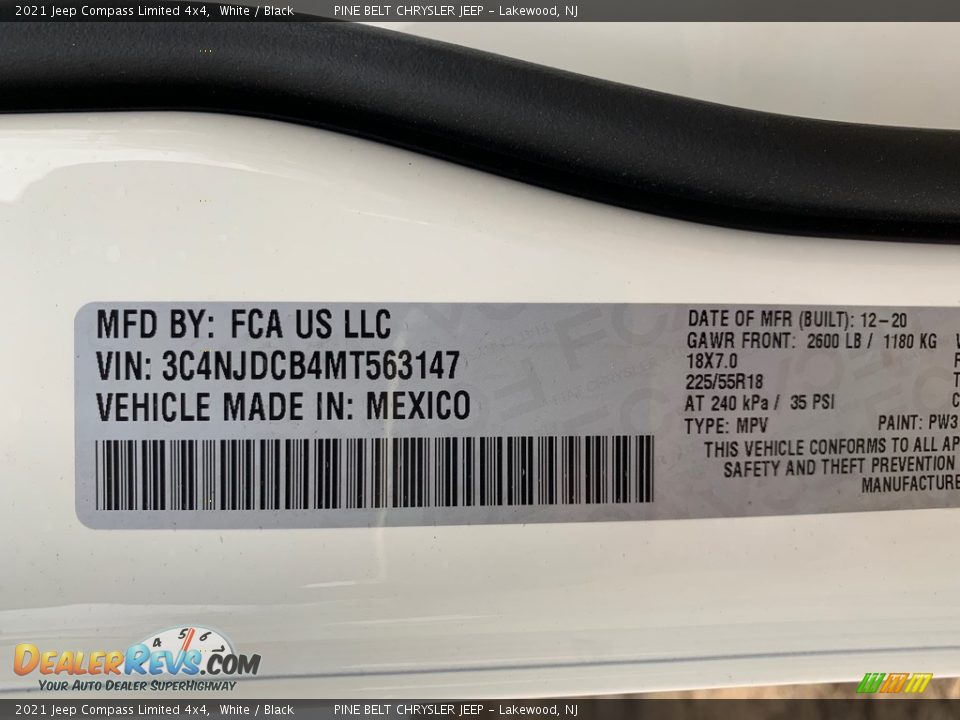 2021 Jeep Compass Limited 4x4, White / Black PINE BELT CHRYSLER JEEP - Lakewood, NJ
MFD BY: FCA US LLC
VIN: 3C4NJDCB4MT563147
VEHICLE MADE IN: MEXICO
DATE OF MFR (BUILT): 12-20
GAWR FRONT: 2600 LB / 1180 KG
18X7.0
225/55R18
AT 240 kPa / 35 PSI
TYPE: MPV PAINT: PW3
THIS VEHICLE CONFORMS TO ALL AP
SAFETY AND THEFT PREVENTION
MANUFACTURE
4 5 6 7
DEALERREVS.COM
YOUR AUTO DEALER SUPERHIGHWAY
2021 Jeep Compass Limited 4x4, White / Black PINE BELT CHRYSLER JEEP - Lakewood, NJ